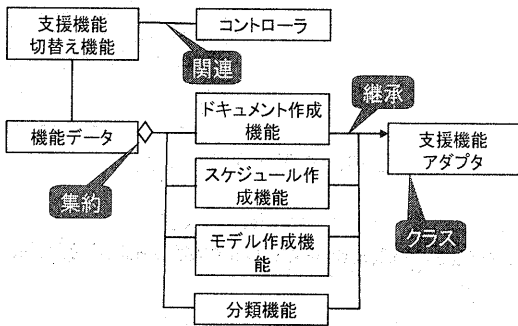 支援機能
切替え機能
コントローラ
関連
ドキュメント作成
機能
継承
機能データ
支援機能
アダプタ
集約
スケジュール作
成機能
クラス
モデル作成機
能
分類機能